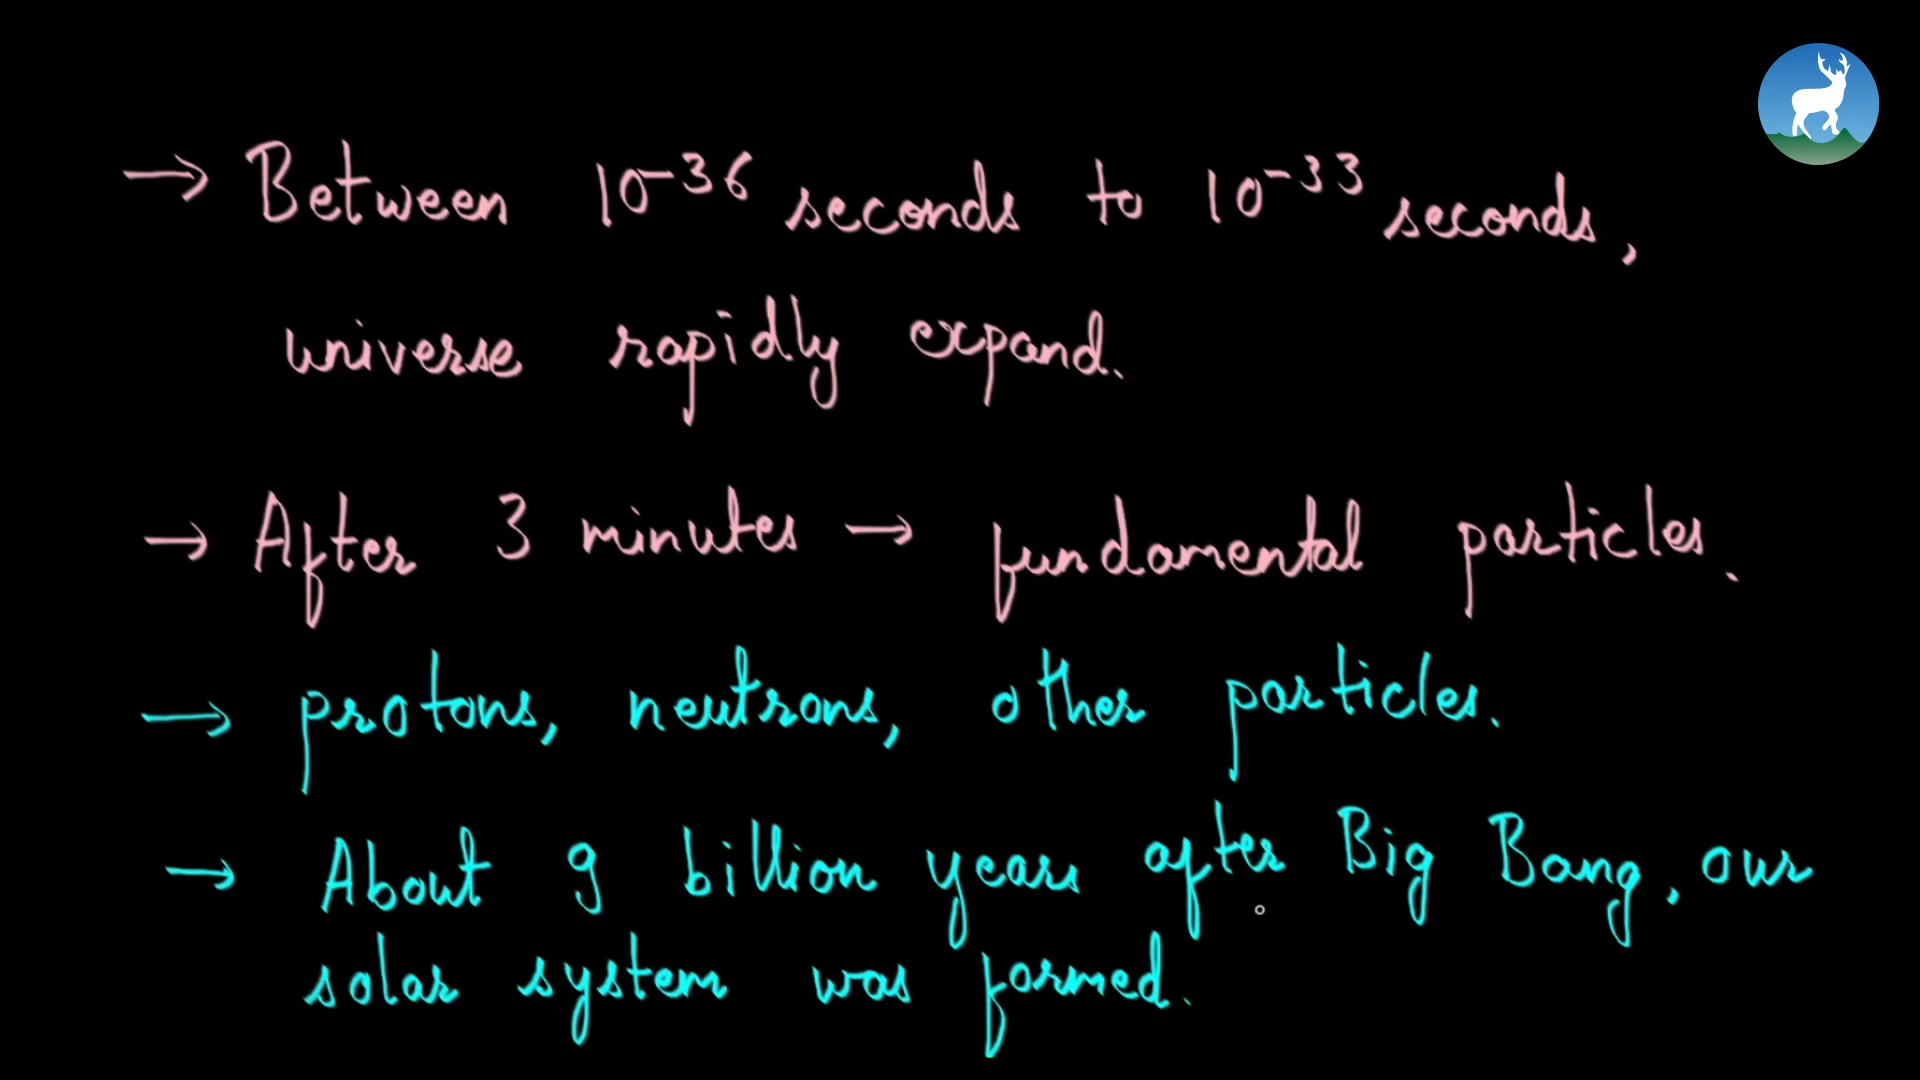 → Between 10⁻³⁶ seconds to 10⁻³³ seconds,
universe rapidly expand.
→ After 3 minutes → fundamental particles.
→ protons, neutrons, other particles.
→ About 9 billion years after Big Bang, our
solar system was formed.